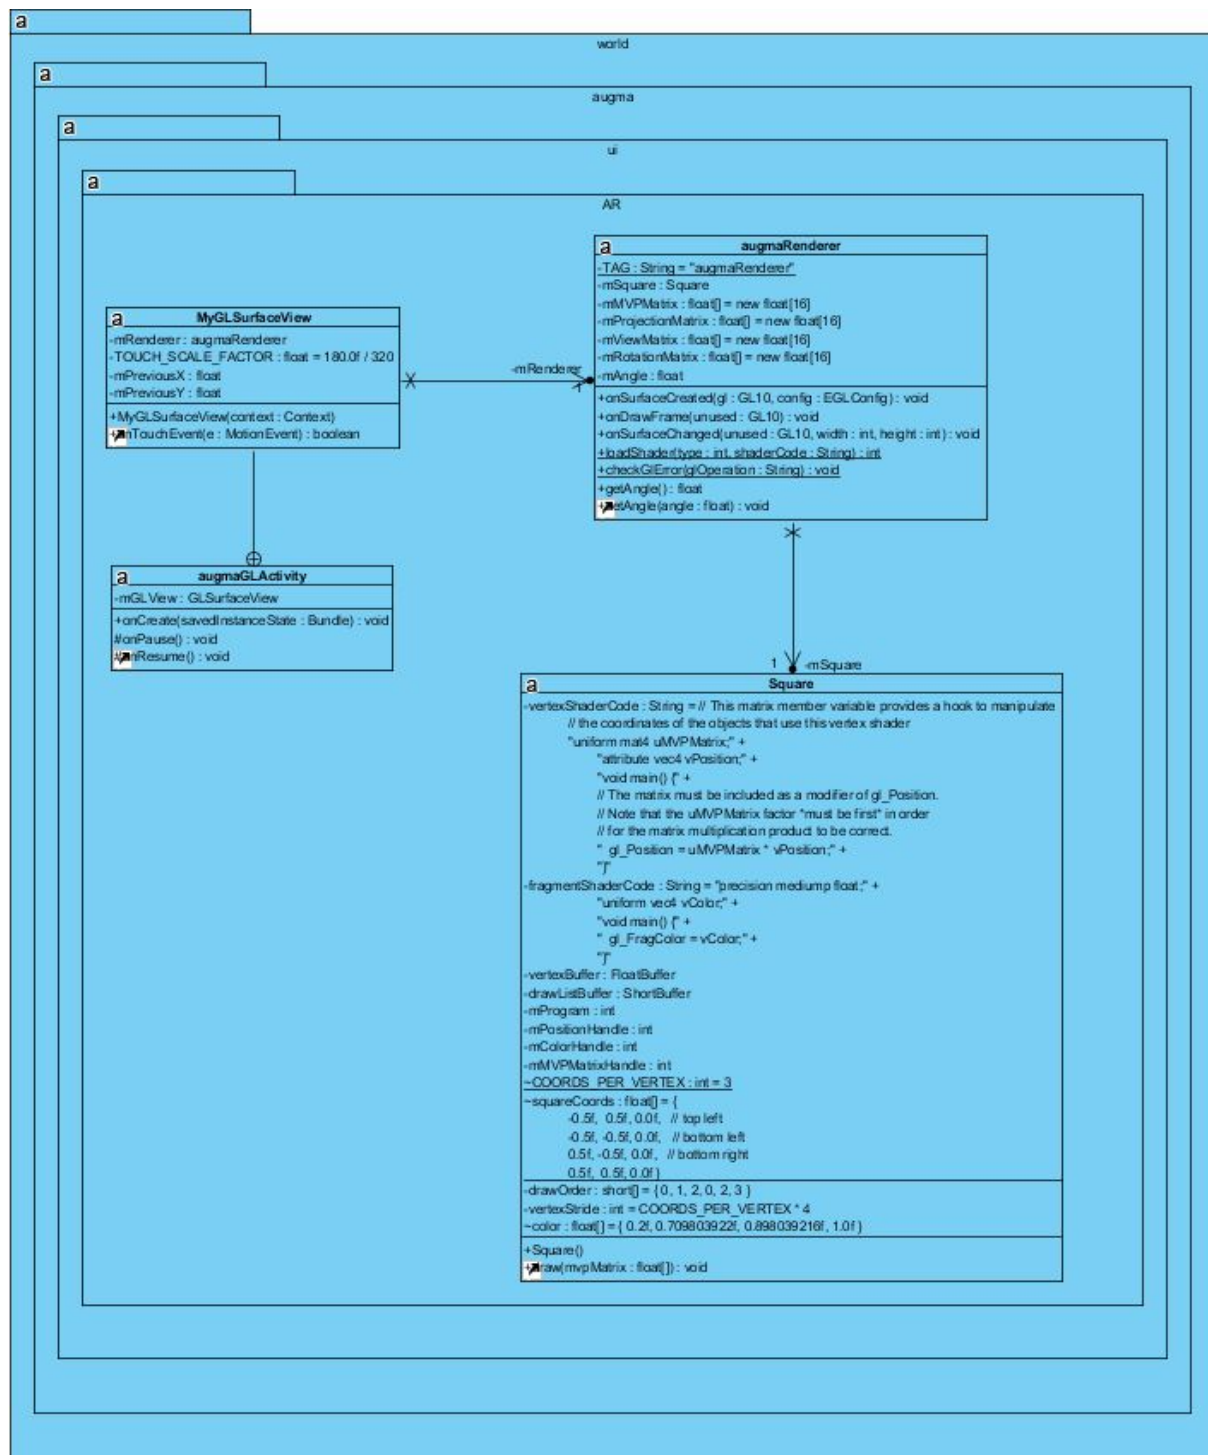 a
world
a
augma
a
ui
a
AR
a
augmaRenderer
-TAG : String = "augmaRenderer"
-mSquare : Square
-mMVPMatrix : float[] = new float[16]
-mProjectionMatrix : float[] = new float[16]
-mViewMatrix : float[] = new float[16]
-mRotationMatrix : float[] = new float[16]
-mAngle : float
+onSurfaceCreated(gl : GL10, config : EGLConfig) : void
+onDrawFrame(unused : GL10) : void
+onSurfaceChanged(unused : GL10, width : int, height : int) : void
+loadShader(type : int, shaderCode : String) : int
+checkGlError(glOperation : String) : void
+getAngle() : float
etAngle(angle : float) : void
a
MyGLSurfaceView
-mRenderer : augmaRenderer
-TOUCH_SCALE_FACTOR : float = 180.0f / 320
-mPreviousX : float
-mPreviousY : float
+MyGLSurfaceView(context : Context)
nTouchEvent(e : MotionEvent) : boolean
-mRenderer
1
a
augmaGLActivity
-mGLView : GLSurfaceView
+onCreate(savedInstanceState : Bundle) : void
#onPause() : void
#nResume() : void
1
-mSquare
a
Square
-vertexShaderCode : String = // This matrix member variable provides a hook to manipulate
// the coordinates of the objects that use this vertex shader
"uniform mat4 uMVPMatrix;" +
"attribute vec4 vPosition;" +
"void main() {" +
// The matrix must be included as a modifier of gl_Position.
// Note that the uMVPMatrix factor *must be first* in order
// for the matrix multiplication product to be correct.
"  gl_Position = uMVPMatrix * vPosition;" +
"}"
-fragmentShaderCode : String = "precision mediump float;" +
"uniform vec4 vColor;" +
"void main() {" +
"  gl_FragColor = vColor;" +
"}"
-vertexBuffer : FloatBuffer
-drawListBuffer : ShortBuffer
-mProgram : int
-mPositionHandle : int
-mColorHandle : int
-mMVPMatrixHandle : int
~COORDS_PER_VERTEX : int = 3
~squareCoords : float[] = {
-0.5f,  0.5f, 0.0f,   // top left
-0.5f, -0.5f, 0.0f,   // bottom left
0.5f, -0.5f, 0.0f,   // bottom right
0.5f,  0.5f, 0.0f }
-drawOrder : short[] = { 0, 1, 2, 0, 2, 3 }
-vertexStride : int = COORDS_PER_VERTEX * 4
~color : float[] = { 0.2f, 0.709803922f, 0.898039216f, 1.0f }
+Square()
raw(mvpMatrix : float[]) : void